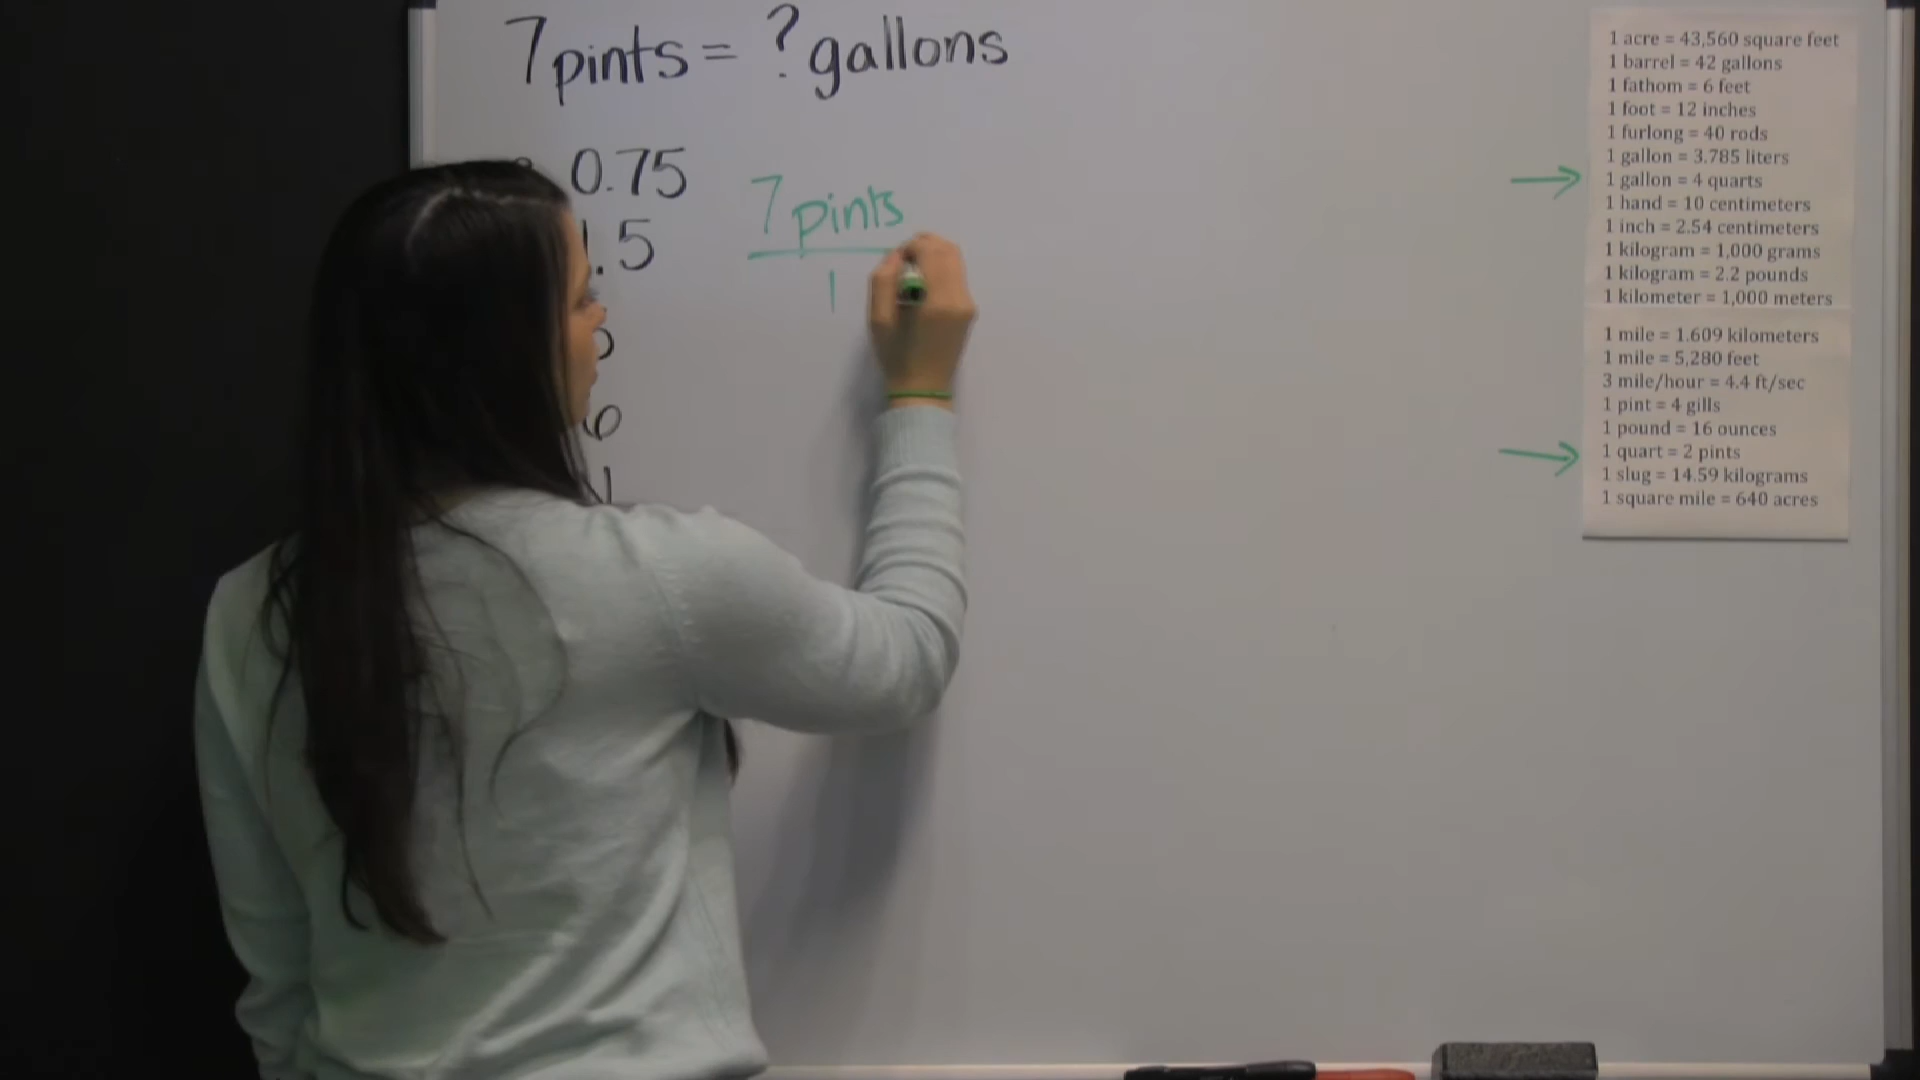 7 pints = ? gallons
0.75
.5
7 pints
1
6
1
1 acre = 43,560 square feet
1 barrel = 42 gallons
1 fathom = 6 feet
1 foot = 12 inches
1 furlong = 40 rods
1 gallon = 3.785 liters
1 gallon = 4 quarts
1 hand = 10 centimeters
1 inch = 2.54 centimeters
1 kilogram = 1,000 grams
1 kilogram = 2.2 pounds
1 kilometer = 1,000 meters
1 mile = 1.609 kilometers
1 mile = 5,280 feet
3 mile/hour = 4.4 ft/sec
1 pint = 4 gills
1 pound = 16 ounces
1 quart = 2 pints
1 slug = 14.59 kilograms
1 square mile = 640 acres